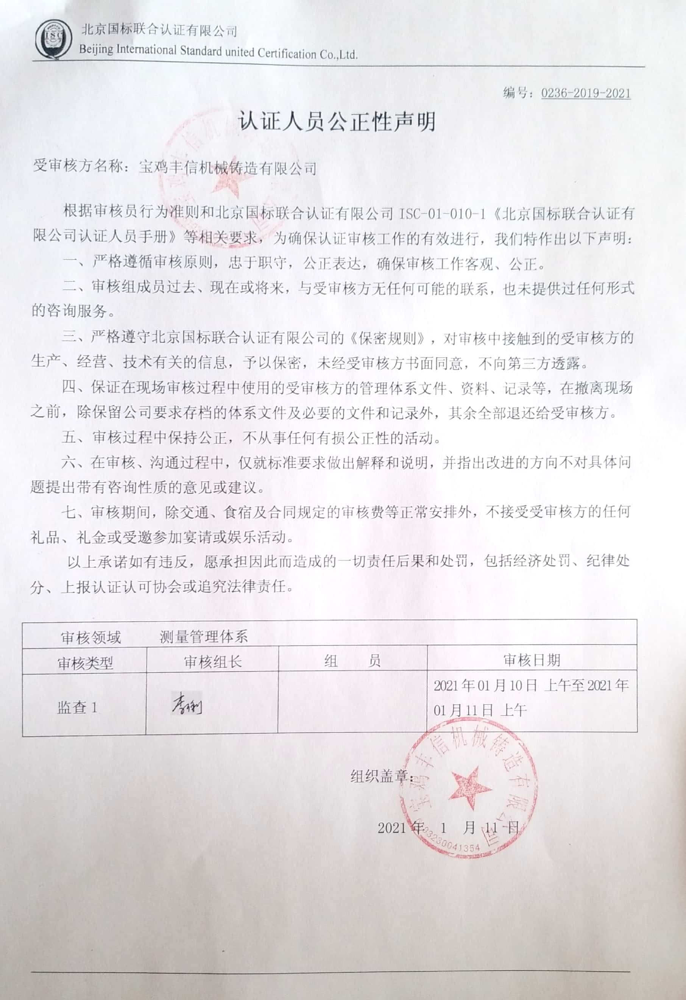 ISC
北京国标联合认证有限公司
Beijing International Standard united Certification Co.,Ltd.
编号：0236-2019-2021
认证人员公正性声明
受审核方名称：宝鸡丰信机械铸造有限公司
根据审核员行为准则和北京国标联合认证有限公司 ISC-01-010-1《北京国标联合认证有
限公司认证人员手册》等相关要求，为确保认证审核工作的有效进行，我们特作出以下声明：
一、严格遵循审核原则，忠于职守，公正表达，确保审核工作客观、公正。
二、审核组成员过去、现在或将来，与受审核方无任何可能的联系，也未提供过任何形式
的咨询服务。
三、严格遵守北京国标联合认证有限公司的《保密规则》，对审核中接触到的受审核方的
生产、经营、技术有关的信息，予以保密，未经受审核方书面同意，不向第三方透露。
四、保证在现场审核过程中使用的受审核方的管理体系文件、资料、记录等，在撤离现场
之前，除保留公司要求存档的体系文件及必要的文件和记录外，其余全部退还给受审核方。
五、审核过程中保持公正，不从事任何有损公正性的活动。
六、在审核、沟通过程中，仅就标准要求做出解释和说明，并指出改进的方向不对具体问
题提出带有咨询性质的意见或建议。
七、审核期间，除交通、食宿及合同规定的审核费等正常安排外，不接受受审核方的任何
礼品、礼金或受邀参加宴请或娱乐活动。
以上承诺如有违反，愿承担因此而造成的一切责任后果和处罚，包括经济处罚、纪律处
分、上报认证认可协会或追究法律责任。
审核领域 测量管理体系
审核类型 审核组长 组 员 审核日期
监查 1
2021 年 01 月 10 日 上午至 2021 年
01 月 11 日 上午
组织盖章：
2021 年 1 月 11 日
宝鸡丰信机械铸造有限公司
03230041354